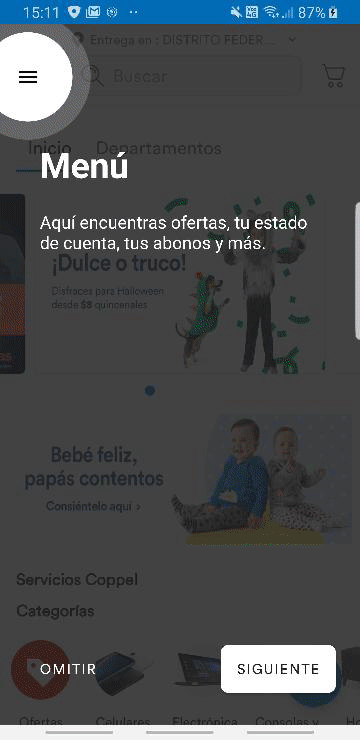 15:11
87%
Entrega en : DISTRITO FEDER...
Buscar
Inicio
Departamentos
Menú
Aquí encuentras ofertas, tu estado
de cuenta, tus abonos y más.
¡Dulce o truco!
Disfraces para Halloween
desde $8 quincenales
Bebé feliz,
papás contentos
Consiéntelo aquí ›
Servicios Coppel
Categorías
OMITIR
SIGUIENTE
Ofertas
Celulares
Electrónica
Consolas y